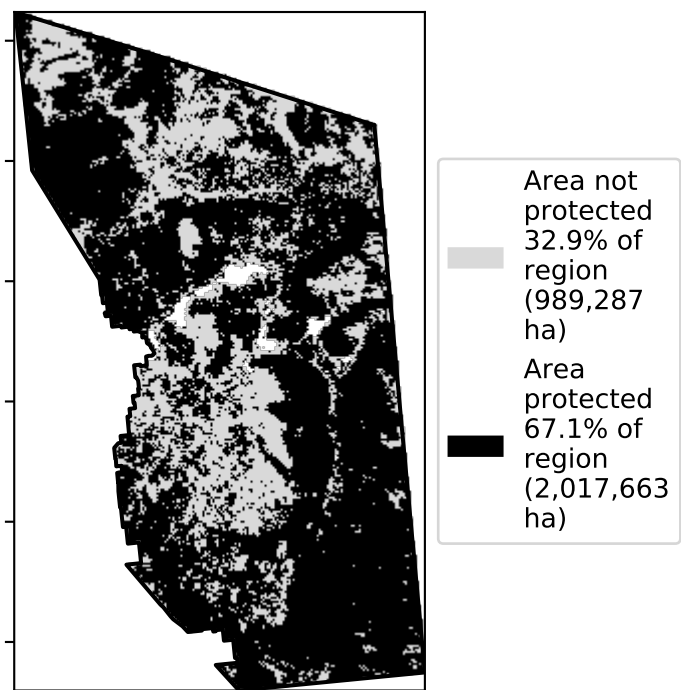 Area not
protected
32.9% of
region
(989,287
ha)
Area
protected
67.1% of
region
(2,017,663
ha)